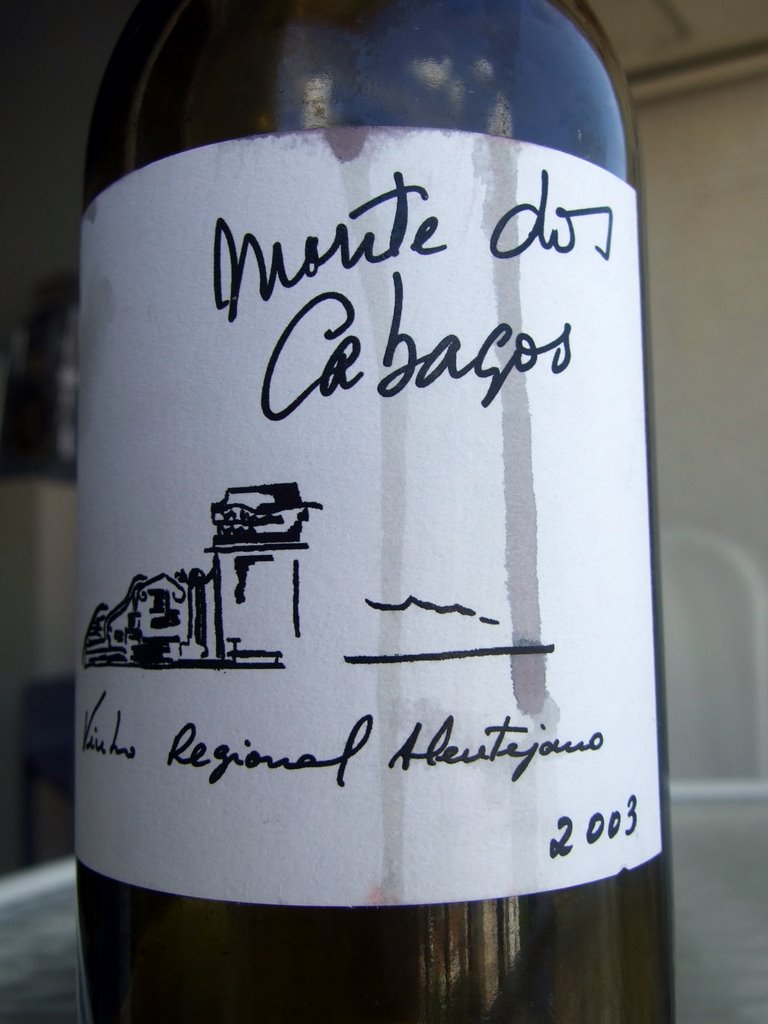 Monte dos
Cabaços
Vinho Regional Alentejano
2003